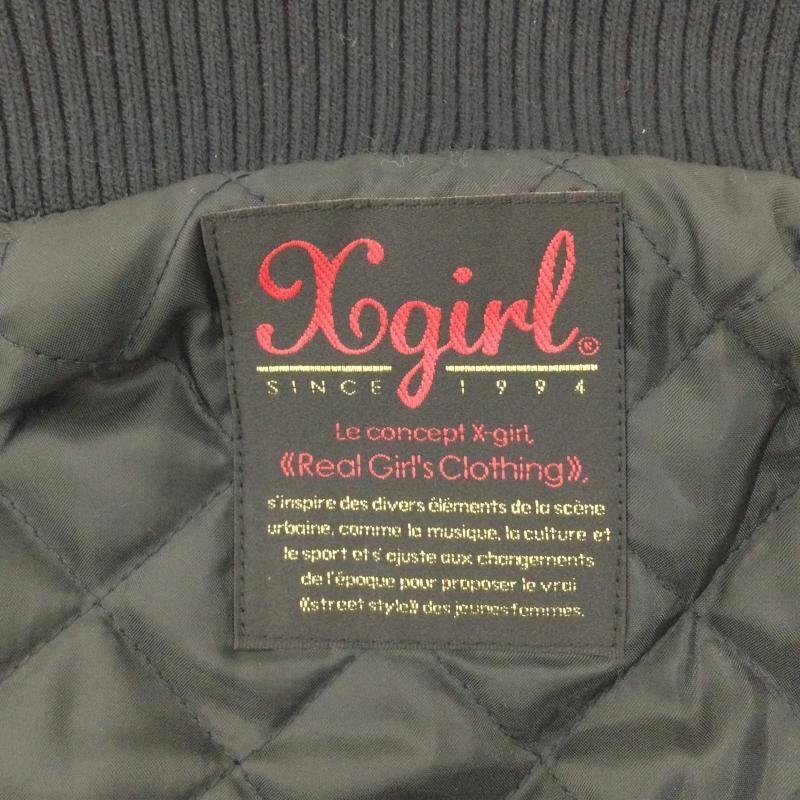 Xgirl®
SINCE 1994
Le concept X-girl,
《Real Girl's Clothing》,
s'inspire des divers éléments de la scène
urbaine, comme la musique, la culture et
le sport et s'ajuste aux changements
de l'époque pour proposer le vrai
《street style》 des jeunes femmes.